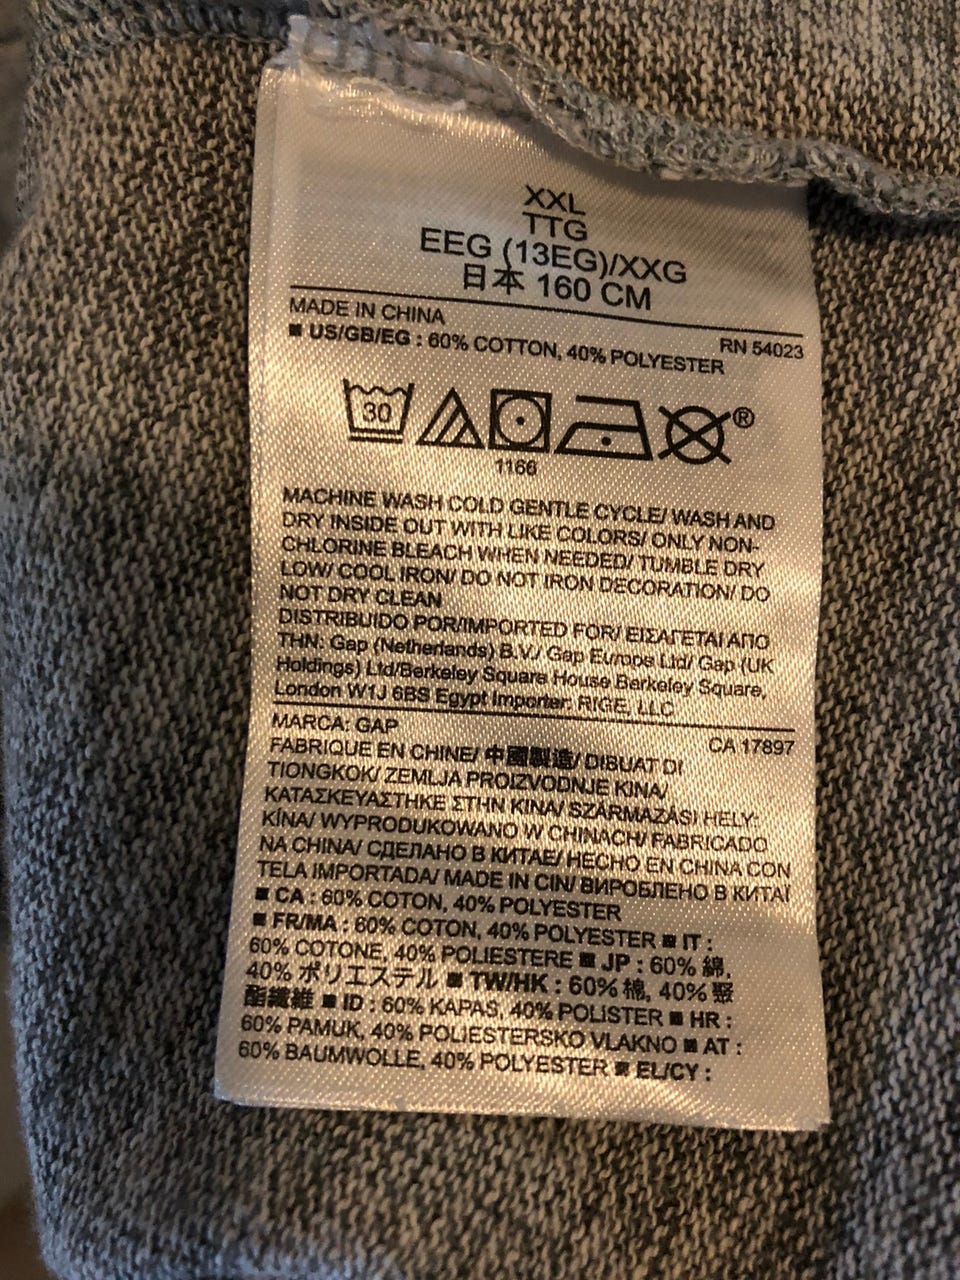 XXL
TTG
EEG (13EG)/XXG
日本 160 CM
MADE IN CHINA
RN 54023
■ US/GB/EG : 60% COTTON, 40% POLYESTER
30
®
1166
MACHINE WASH COLD GENTLE CYCLE/ WASH AND
DRY INSIDE OUT WITH LIKE COLORS/ ONLY NON-
CHLORINE BLEACH WHEN NEEDED/ TUMBLE DRY
LOW/ COOL IRON/ DO NOT IRON DECORATION/ DO
NOT DRY CLEAN
DISTRIBUIDO POR/IMPORTED FOR/ ΕΙΣΑΓΕΤΑΙ ΑΠΟ
ΤΗΝ: Gap (Netherlands) B.V./ Gap Europe Ltd/ Gap (UK
Holdings) Ltd/Berkeley Square House Berkeley Square,
London W1J 6BS Egypt Importer: RIGE, LLC
MARCA: GAP
CA 17897
FABRIQUE EN CHINE/ 中國製造/ DIBUAT DI
TIONGKOK/ ZEMLJA PROIZVODNJE KINA/
ΚΑΤΑΣΚΕΥΑΣΤΗΚΕ ΣΤΗΝ ΚΙΝΑ/ SZÁRMAZÁSI HELY:
KÍNA/ WYPRODUKOWANO W CHINACH/ FABRICADO
NA CHINA/ СДЕЛАНО В КИТАЕ/ HECHO EN CHINA CON
TELA IMPORTADA/ MADE IN CIN/ ВИРОБЛЕНО В КИТАЇ
■ CA : 60% COTON, 40% POLYESTER
■ FR/MA : 60% COTON, 40% POLYESTER ■ IT :
60% COTONE, 40% POLIESTERE ■ JP : 60% 綿,
40% ポリエステル ■ TW/HK : 60% 棉, 40% 聚
酯纖維 ■ ID : 60% KAPAS, 40% POLISTER ■ HR :
60% PAMUK, 40% POLIESTERSKO VLAKNO ■ AT :
60% BAUMWOLLE, 40% POLYESTER ■ EL/CY :